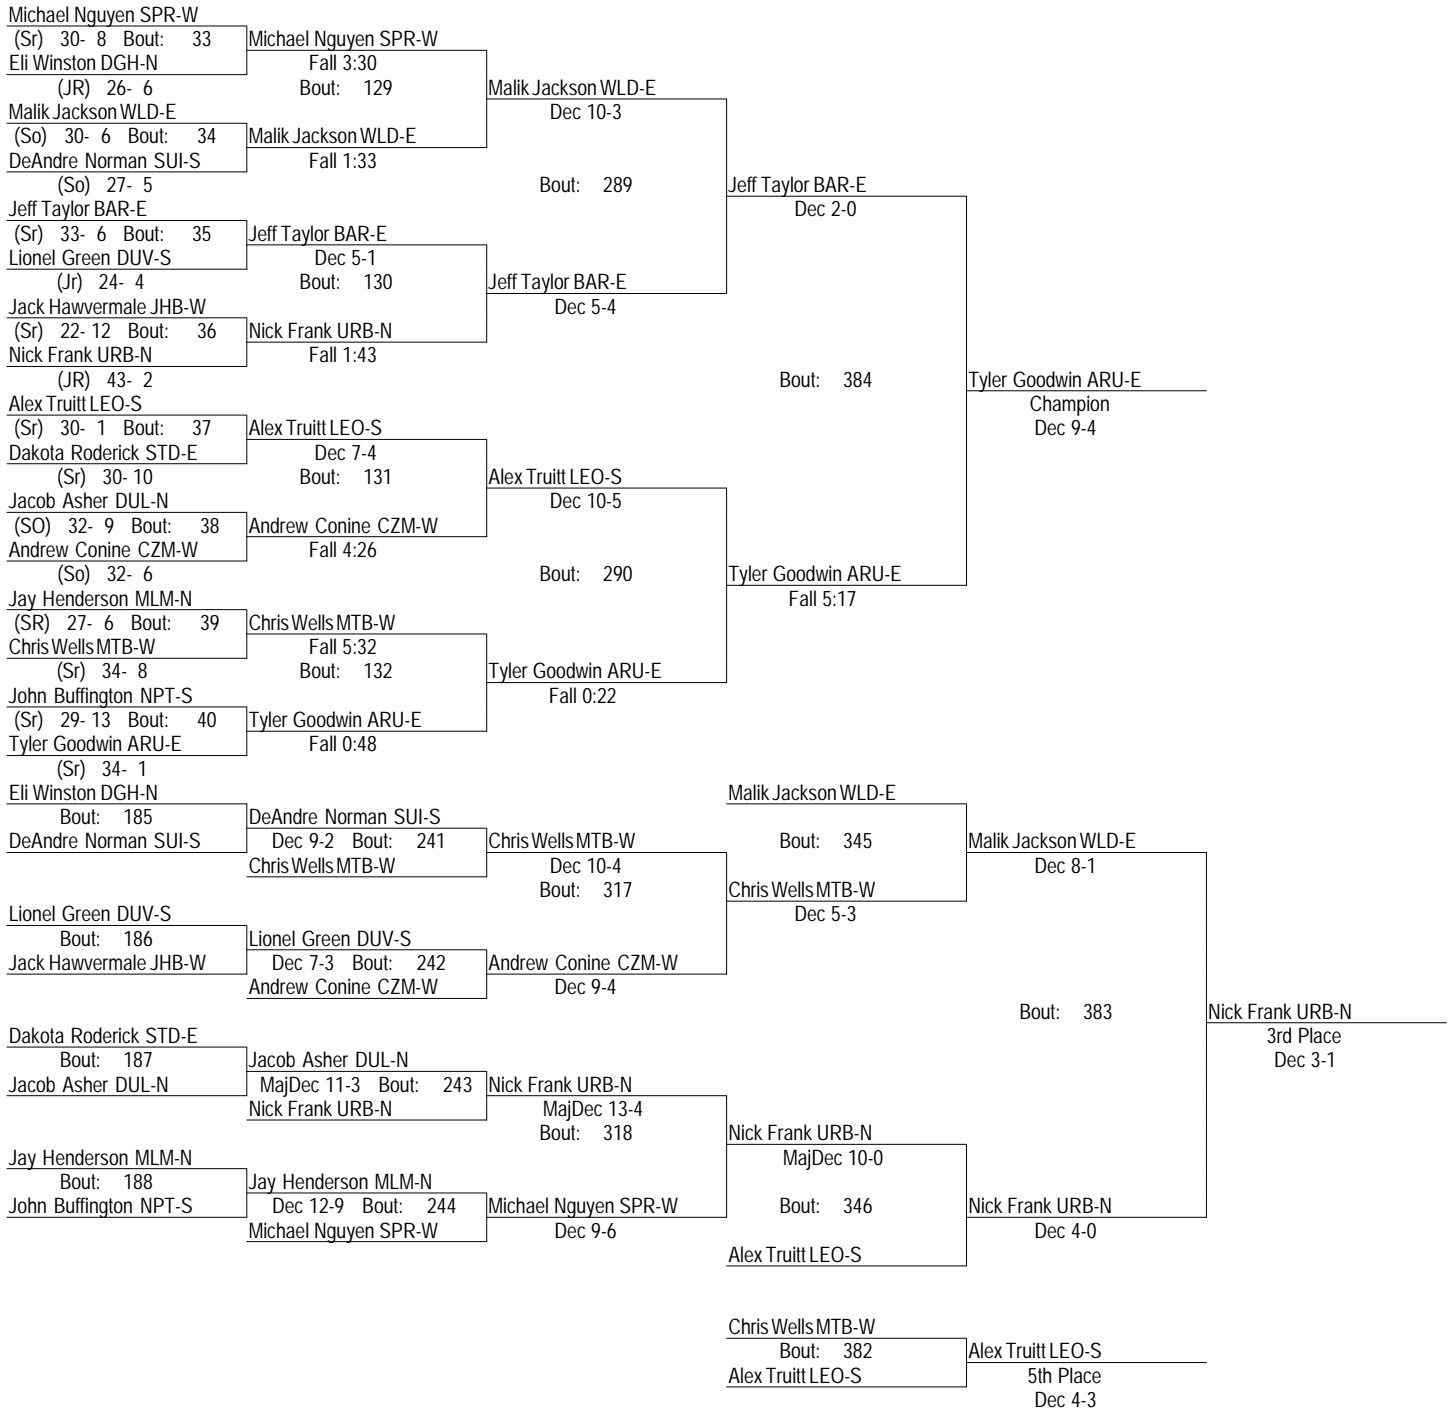 Michael Nguyen SPR-W
(Sr) 30- 8 Bout: 33 Michael Nguyen SPR-W
Eli Winston DGH-N Fall 3:30
(JR) 26- 6 Bout: 129 Malik Jackson WLD-E
Malik Jackson WLD-E Dec 10-3
(So) 30- 6 Bout: 34 Malik Jackson WLD-E
DeAndre Norman SUI-S Fall 1:33
(So) 27- 5 Bout: 289 Jeff Taylor BAR-E
Jeff Taylor BAR-E Dec 2-0
(Sr) 33- 6 Bout: 35 Jeff Taylor BAR-E
Lionel Green DUV-S Dec 5-1
(Jr) 24- 4 Bout: 130 Jeff Taylor BAR-E
Jack Hawvermale JHB-W Dec 5-4
(Sr) 22- 12 Bout: 36 Nick Frank URB-N
Nick Frank URB-N Fall 1:43
(JR) 43- 2 Bout: 384 Tyler Goodwin ARU-E
Alex Truitt LEO-S Champion
(Sr) 30- 1 Bout: 37 Alex Truitt LEO-S Dec 9-4
Dakota Roderick STD-E Dec 7-4
(Sr) 30- 10 Bout: 131 Alex Truitt LEO-S
Jacob Asher DUL-N Dec 10-5
(SO) 32- 9 Bout: 38 Andrew Conine CZM-W
Andrew Conine CZM-W Fall 4:26
(So) 32- 6 Bout: 290 Tyler Goodwin ARU-E
Jay Henderson MLM-N Fall 5:17
(SR) 27- 6 Bout: 39 Chris Wells MTB-W
Chris Wells MTB-W Fall 5:32
(Sr) 34- 8 Bout: 132 Tyler Goodwin ARU-E
John Buffington NPT-S Fall 0:22
(Sr) 29- 13 Bout: 40 Tyler Goodwin ARU-E
Tyler Goodwin ARU-E Fall 0:48
(Sr) 34- 1
Eli Winston DGH-N Malik Jackson WLD-E
Bout: 185 DeAndre Norman SUI-S
DeAndre Norman SUI-S Dec 9-2 Bout: 241 Chris Wells MTB-W Bout: 345 Malik Jackson WLD-E
Chris Wells MTB-W Dec 10-4 Dec 8-1
Bout: 317 Chris Wells MTB-W
Lionel Green DUV-S Dec 5-3
Bout: 186 Lionel Green DUV-S
Jack Hawvermale JHB-W Dec 7-3 Bout: 242 Andrew Conine CZM-W
Andrew Conine CZM-W Dec 9-4
Bout: 383 Nick Frank URB-N
Dakota Roderick STD-E 3rd Place
Bout: 187 Jacob Asher DUL-N Dec 3-1
Jacob Asher DUL-N MajDec 11-3 Bout: 243 Nick Frank URB-N
Nick Frank URB-N MajDec 13-4
Bout: 318 Nick Frank URB-N
Jay Henderson MLM-N MajDec 10-0
Bout: 188 Jay Henderson MLM-N
John Buffington NPT-S Dec 12-9 Bout: 244 Michael Nguyen SPR-W Bout: 346 Nick Frank URB-N
Michael Nguyen SPR-W Dec 9-6 Dec 4-0
Alex Truitt LEO-S
Chris Wells MTB-W
Bout: 382 Alex Truitt LEO-S
Alex Truitt LEO-S 5th Place
Dec 4-3